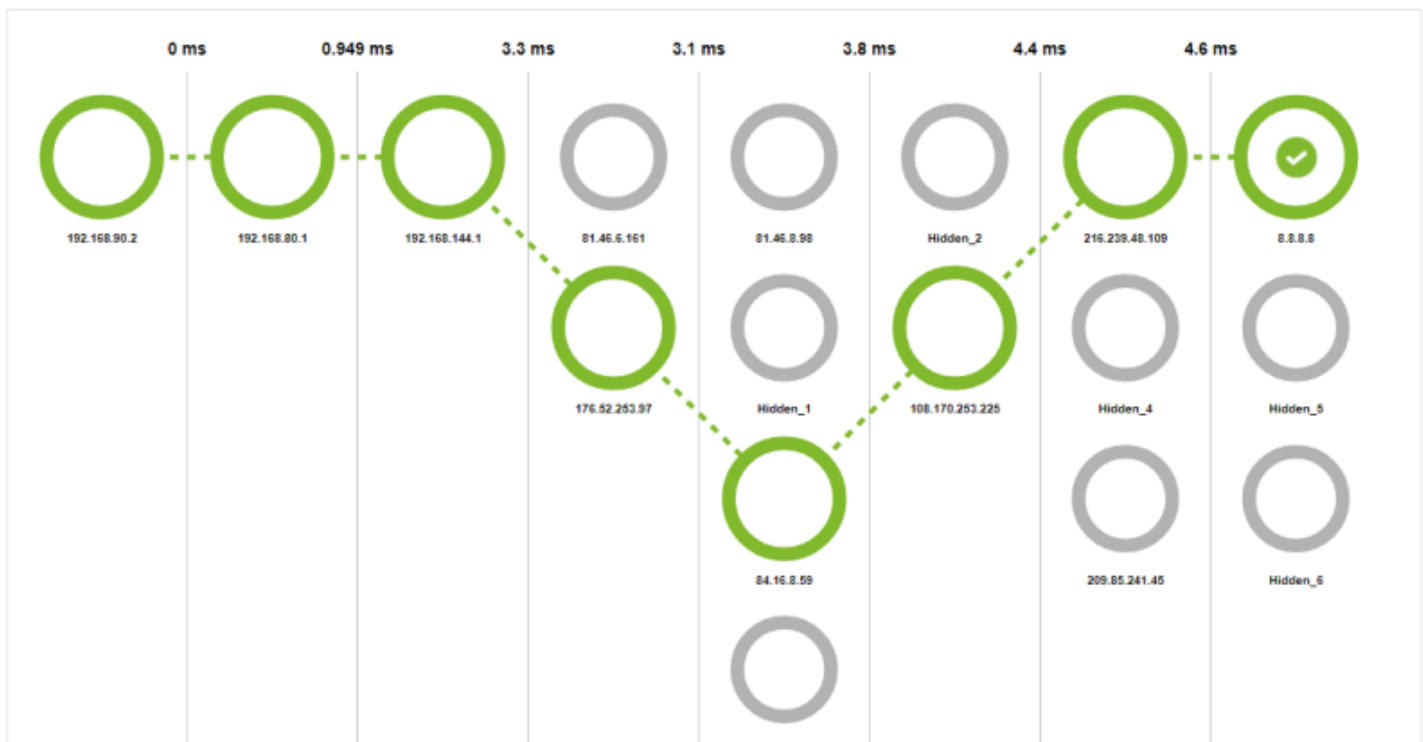 0 ms 0.949 ms 3.3 ms 3.1 ms 3.8 ms 4.4 ms 4.6 ms
192.168.90.2 192.168.80.1 192.168.144.1 81.46.6.161 81.46.8.98 Hidden_2 216.239.48.109 8.8.8.8
176.52.253.97 Hidden_1 108.170.253.225 Hidden_4 Hidden_5
84.16.8.59 209.85.241.45 Hidden_6